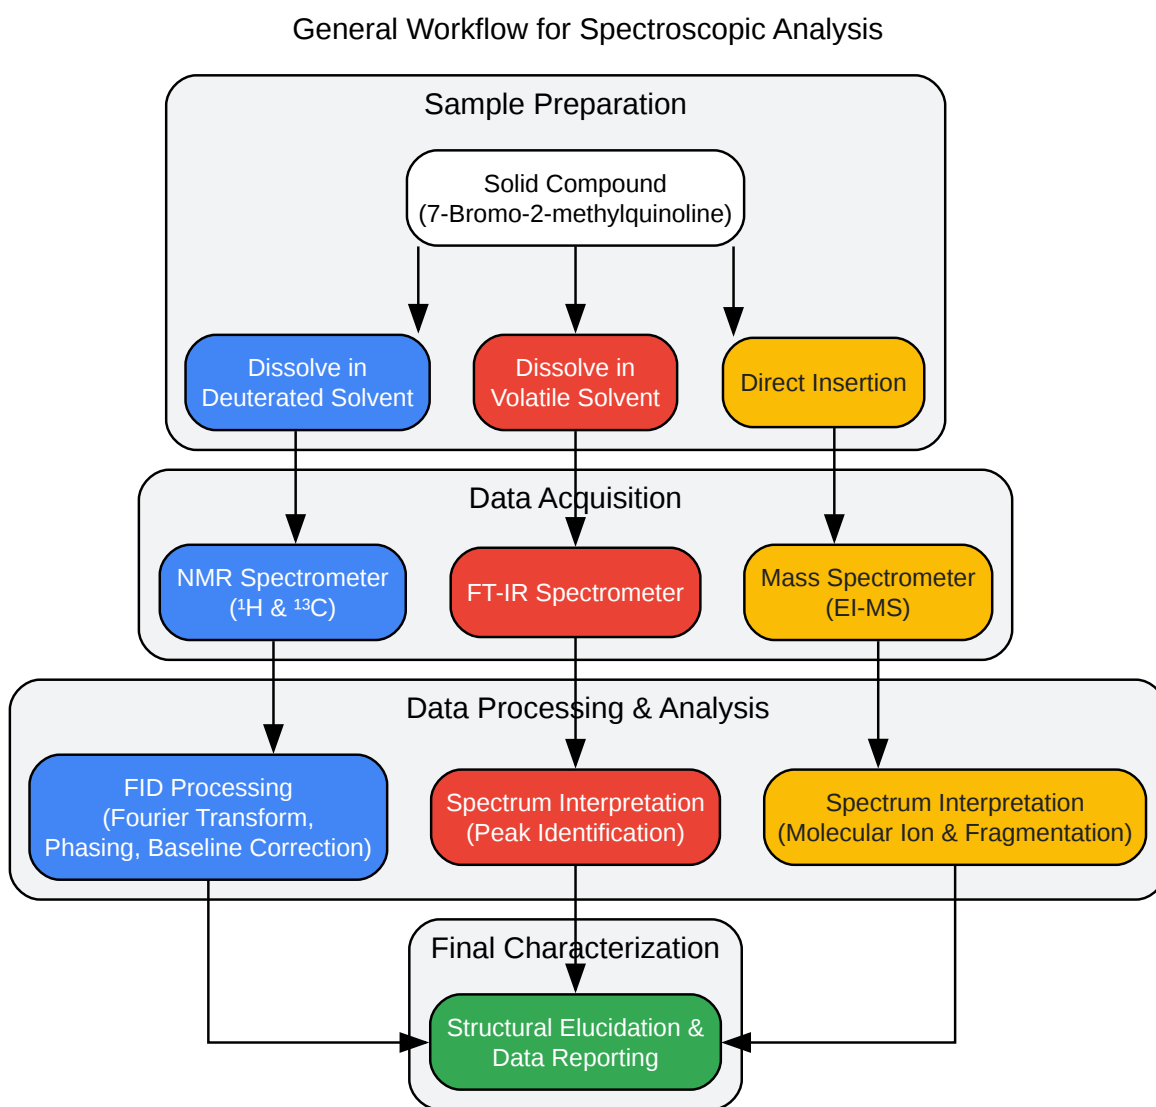 General Workflow for Spectroscopic Analysis
Sample Preparation
Solid Compound
(7-Bromo-2-methylquinoline)
Dissolve in
Deuterated Solvent
Dissolve in
Volatile Solvent
Direct Insertion
Data Acquisition
NMR Spectrometer
(¹H & ¹³C)
FT-IR Spectrometer
Mass Spectrometer
(EI-MS)
Data Processing & Analysis
FID Processing
(Fourier Transform,
Phasing, Baseline Correction)
Spectrum Interpretation
(Peak Identification)
Spectrum Interpretation
(Molecular Ion & Fragmentation)
Final Characterization
Structural Elucidation &
Data Reporting